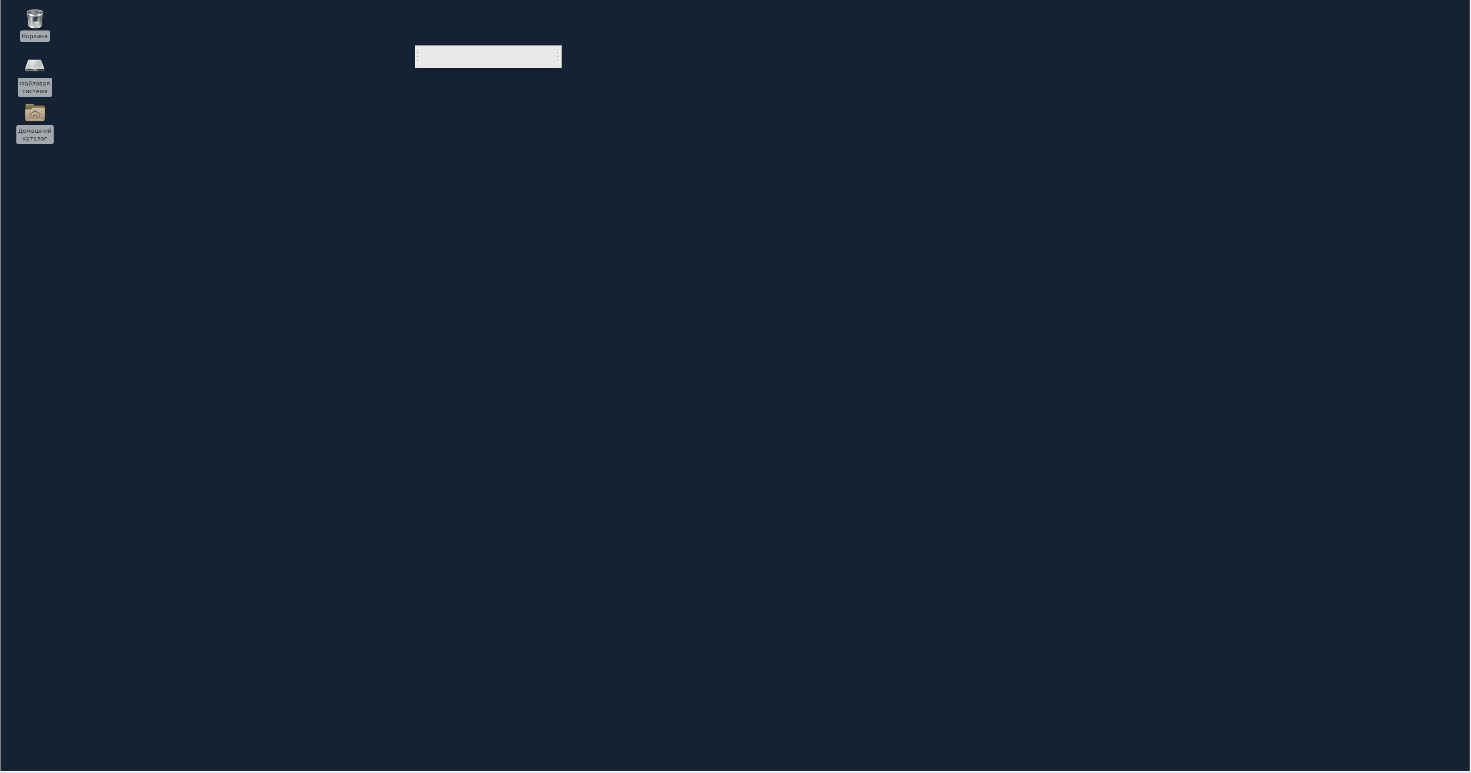 Корзина
Файловая
система
Домашний
каталог